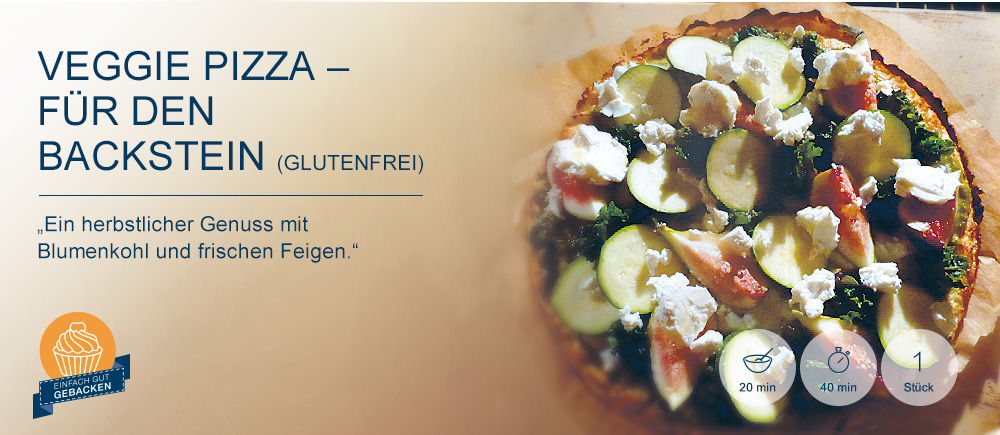 VEGGIE PIZZA –
FÜR DEN
BACKSTEIN (GLUTENFREI)
„Ein herbstlicher Genuss mit
Blumenkohl und frischen Feigen.“
EINFACH GUT
GEBACKEN
20 min
40 min
1
Stück